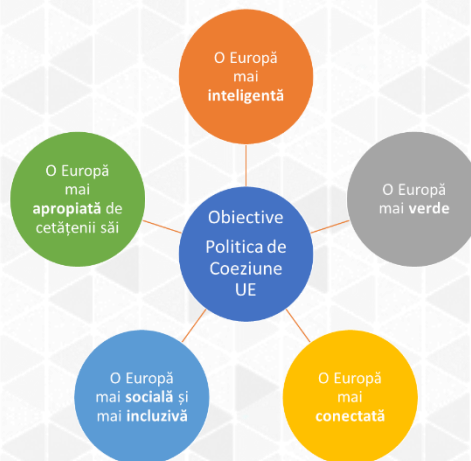 O Europă
mai
inteligentă
O Europă
mai
apropiată de
cetățenii săi
O Europă
mai verde
Obiective
Politica de
Coeziune
UE
O Europă
mai socială și
mai incluzivă
O Europă
mai
conectată